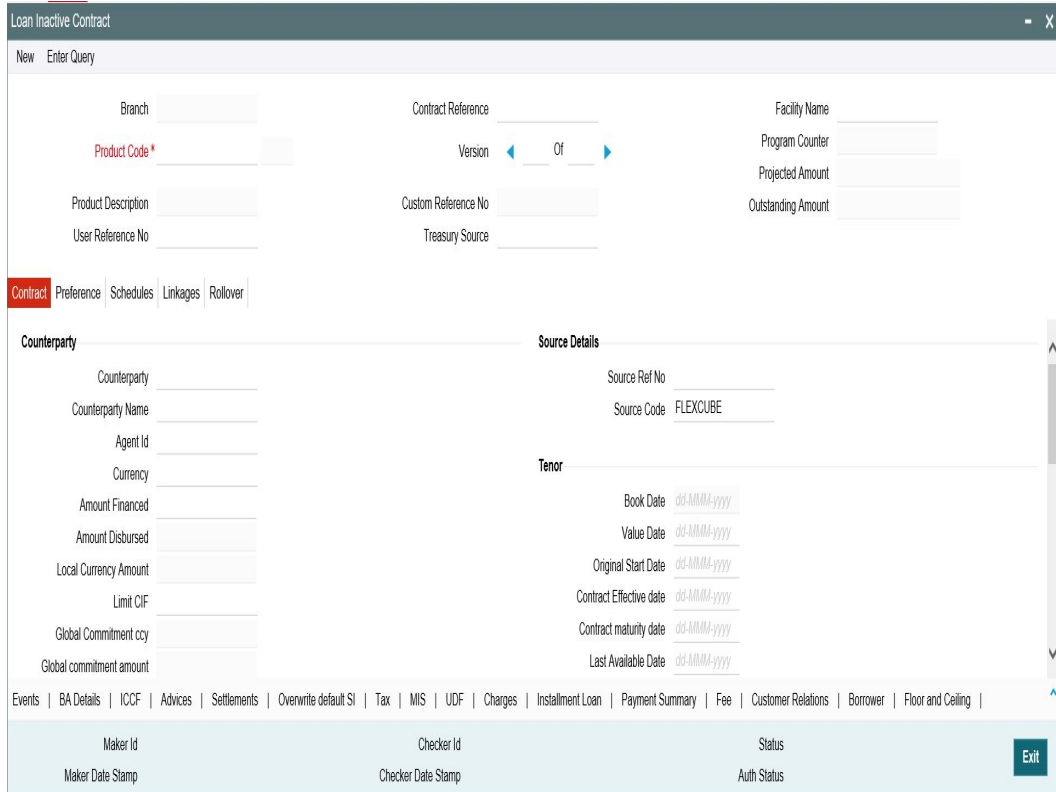 Loan Inactive Contract - X
New Enter Query
Branch Contract Reference Facility Name
Product Code * Version Of Program Counter
Projected Amount
Product Description Custom Reference No Outstanding Amount
User Reference No Treasury Source
Contract Preference Schedules Linkages Rollover
Counterparty
Counterparty
Counterparty Name
Agent Id
Currency
Amount Financed
Amount Disbursed
Local Currency Amount
Limit CIF
Global Commitment ccy
Global commitment amount
Source Details
Source Ref No
Source Code FLEXCUBE
Tenor
Book Date dd-MMM-yyyy
Value Date dd-MMM-yyyy
Original Start Date dd-MMM-yyyy
Contract Effective date dd-MMM-yyyy
Contract maturity date dd-MMM-yyyy
Last Available Date dd-MMM-yyyy
Events | BA Details | ICCF | Advices | Settlements | Overwrite default SI | Tax | MIS | UDF | Charges | Installment Loan | Payment Summary | Fee | Customer Relations | Borrower | Floor and Ceiling |
Maker Id Checker Id Status
Maker Date Stamp Checker Date Stamp Auth Status
Exit